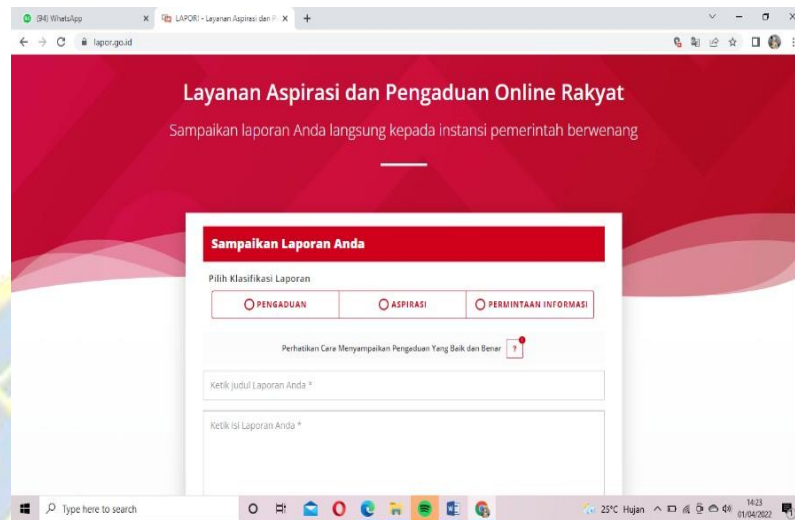 (94) WhatsApp
LAPOR! - Layanan Aspirasi dan P
lapor.go.id
Layanan Aspirasi dan Pengaduan Online Rakyat
Sampaikan laporan Anda langsung kepada instansi pemerintah berwenang
Sampaikan Laporan Anda
Pilih Klasifikasi Laporan
PENGADUAN ASPIRASI PERMINTAAN INFORMASI
Perhatikan Cara Menyampaikan Pengaduan Yang Baik dan Benar ?
Ketik Judul Laporan Anda *
Ketik Isi Laporan Anda *
Type here to search
25°C Hujan
14:23
01/04/2022